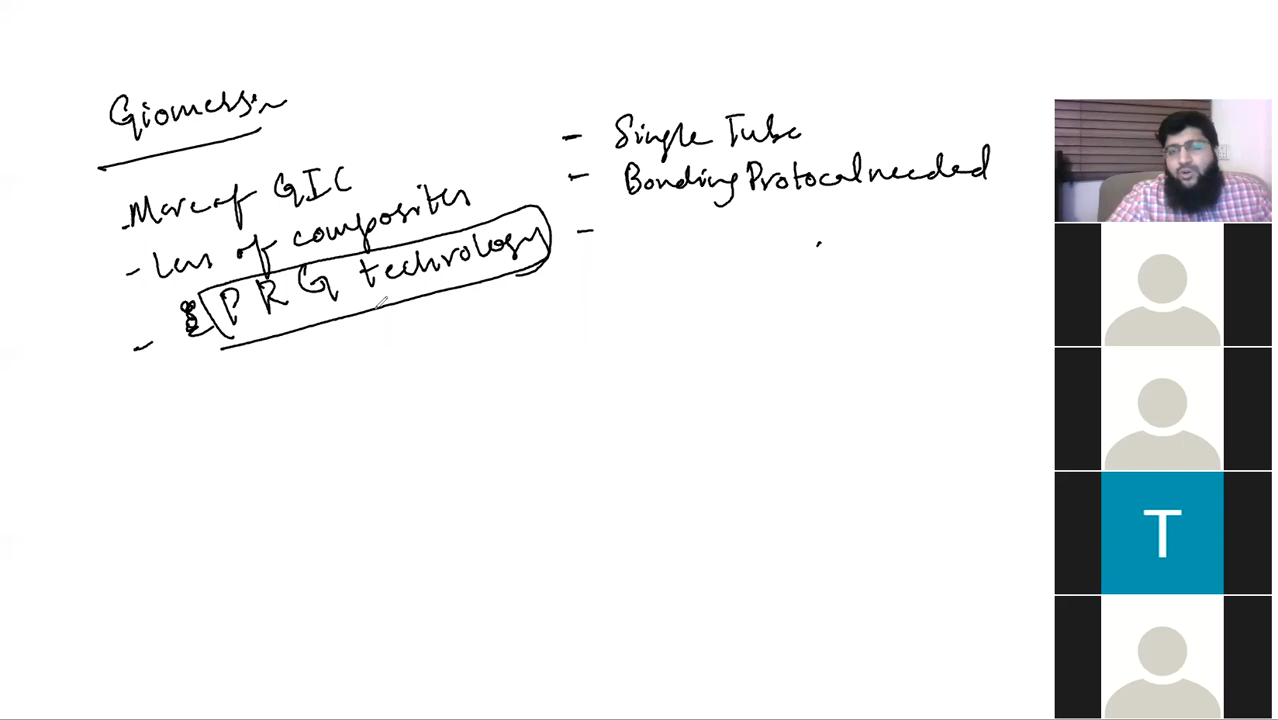 Giomers
- More of GIC
- Less of composites
- PRG technology
- Single Tube
- Bonding Protocal needed
-
T